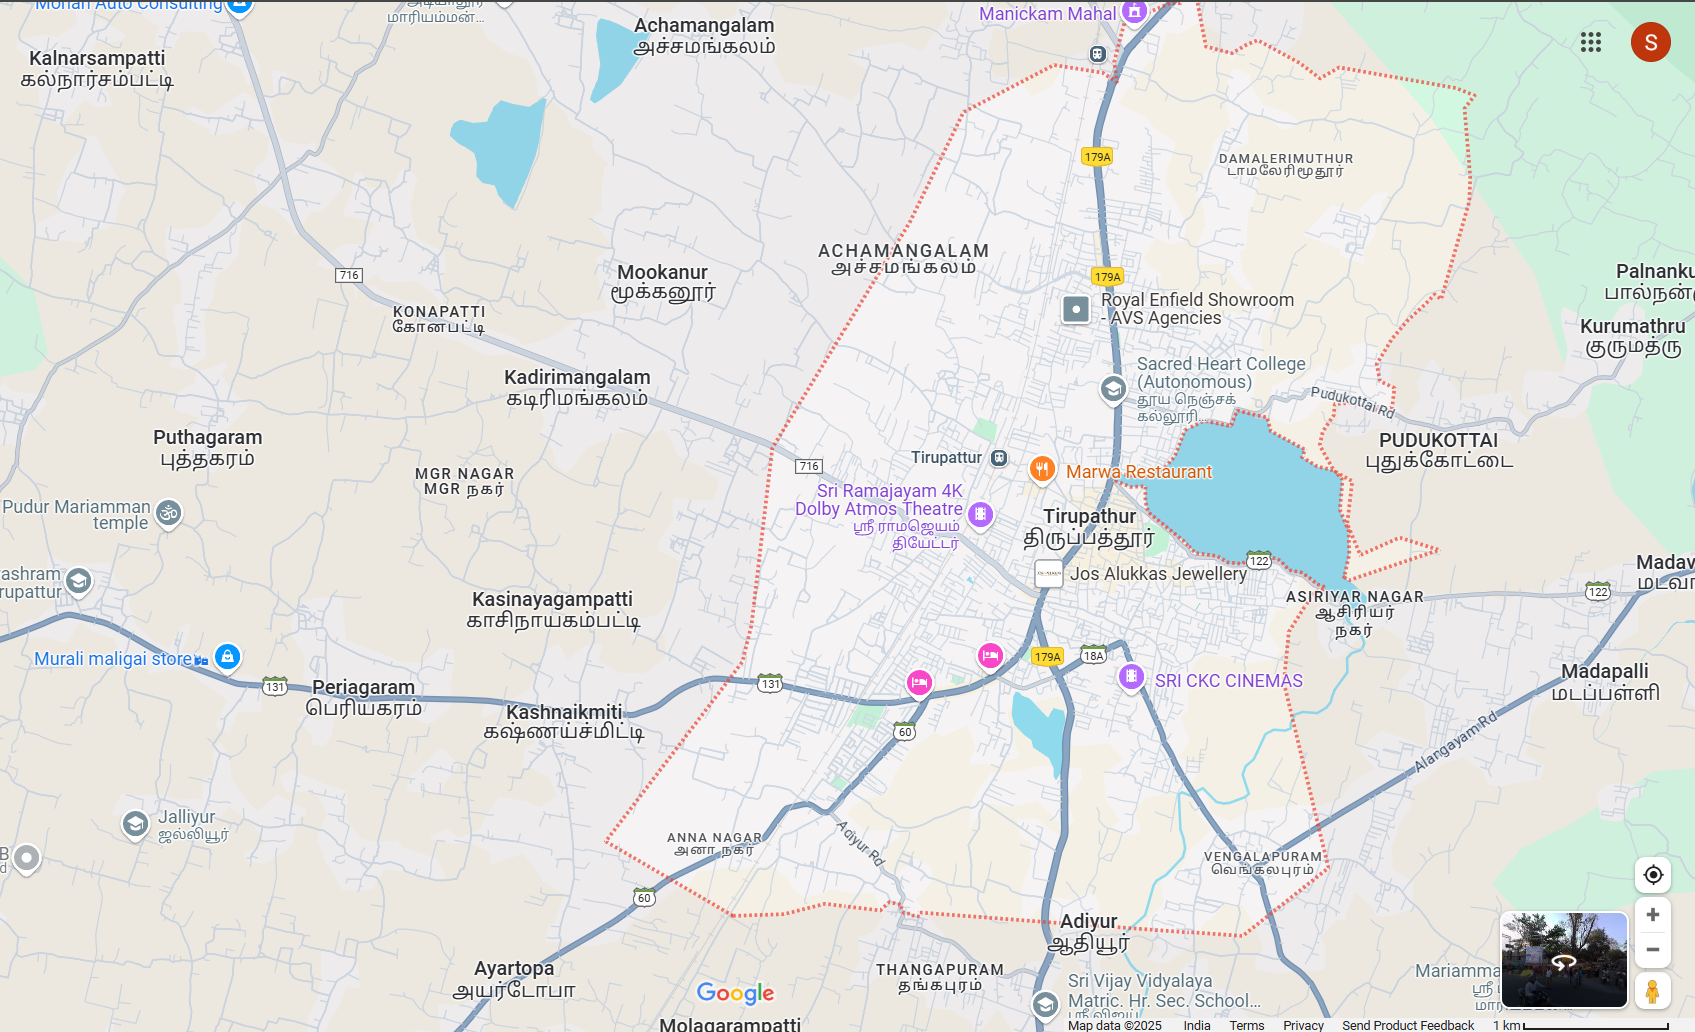 Mohan Auto Consulting
மாரியம்மன்...
Achamangalam
அச்சமங்கலம்
Manickam Mahal
S
Kalnarsampatti
கல்நார்சம்பட்டி
179A
DAMALERIMUTHUR
டாமலேரிமூதூர்
ACHAMANGALAM
அச்சமங்கலம்
716
Mookanur
மூக்கனூர்
179A
Palnanku
பால்நன்கு
KONAPATTI
கோனபட்டி
Royal Enfield Showroom
- AVS Agencies
Kurumathru
குருமத்ரு
Sacred Heart College
(Autonomous)
தூய நெஞ்சக்
கல்லூரி...
Kadirimangalam
கடிரிமங்கலம்
Pudukottai Rd
Puthagaram
புத்தகரம்
PUDUKOTTAI
புதுக்கோட்டை
MGR NAGAR
MGR நகர்
716
Tirupattur
Marwa Restaurant
Pudur Mariamman
temple
Sri Ramajayam 4K
Dolby Atmos Theatre
ஸ்ரீ ராமஜெயம்
தியேட்டர்
Tirupathur
திருப்பத்தூர்
122
Jos Alukkas Jewellery
Madav
மடவா
ashram
rupattur
Kasinayagampatti
காசிநாயகம்பட்டி
ASIRIYAR NAGAR
ஆசிரியர்
நகர்
122
Murali maligai store
179A
18A
131
Periagaram
பெரியகரம்
131
SRI CKC CINEMAS
Madapalli
மடப்பள்ளி
Kashnaikmiti
கஷ்ணய்சமிட்டி
60
Alangayam Rd
Jalliyur
ஜல்லியூர்
ANNA NAGAR
அனா நகர்
Adiyur Rd
VENGALAPURAM
வெங்கலபுரம்
B
d
60
Adiyur
ஆதியூர்
Ayartopa
அயர்டோபா
THANGAPURAM
தங்கபுரம்
Sri Vijay Vidyalaya
Matric. Hr. Sec. School...
ஸ்ரீ விஜய்
Mariamma
ஸ்ரீ
மார
Google
Molagarampatti
Map data ©2025 India Terms Privacy Send Product Feedback 1 km